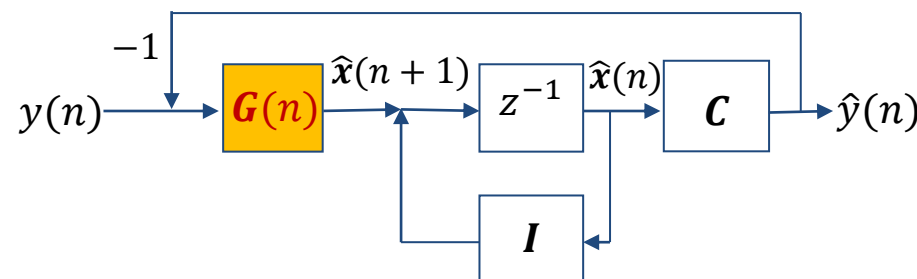 −1
y(n)
G(n)
x̂(n + 1)
z⁻¹
x̂(n)
C
ŷ(n)
I